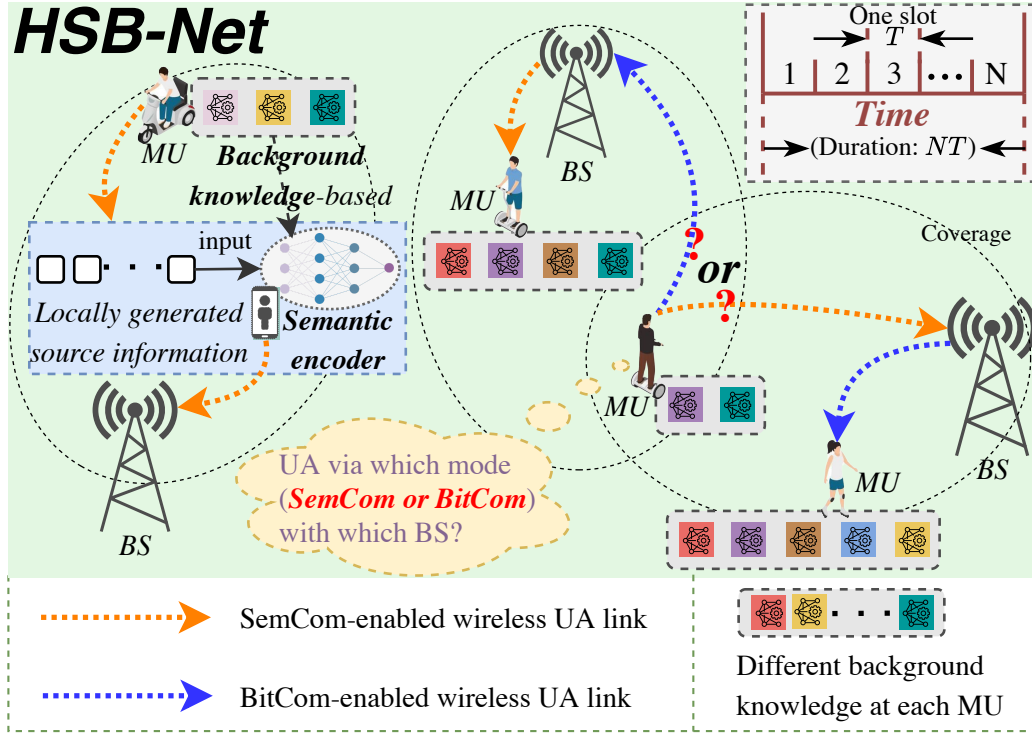 HSB-Net
One slot
T
1 2 3 ••• N
Time
(Duration: NT)
MU
Background
knowledge-based
input
Locally generated
source information
Semantic
encoder
BS
BS
MU
?
or
?
Coverage
MU
BS
MU
UA via which mode
(SemCom or BitCom)
with which BS?
SemCom-enabled wireless UA link
BitCom-enabled wireless UA link
Different background
knowledge at each MU